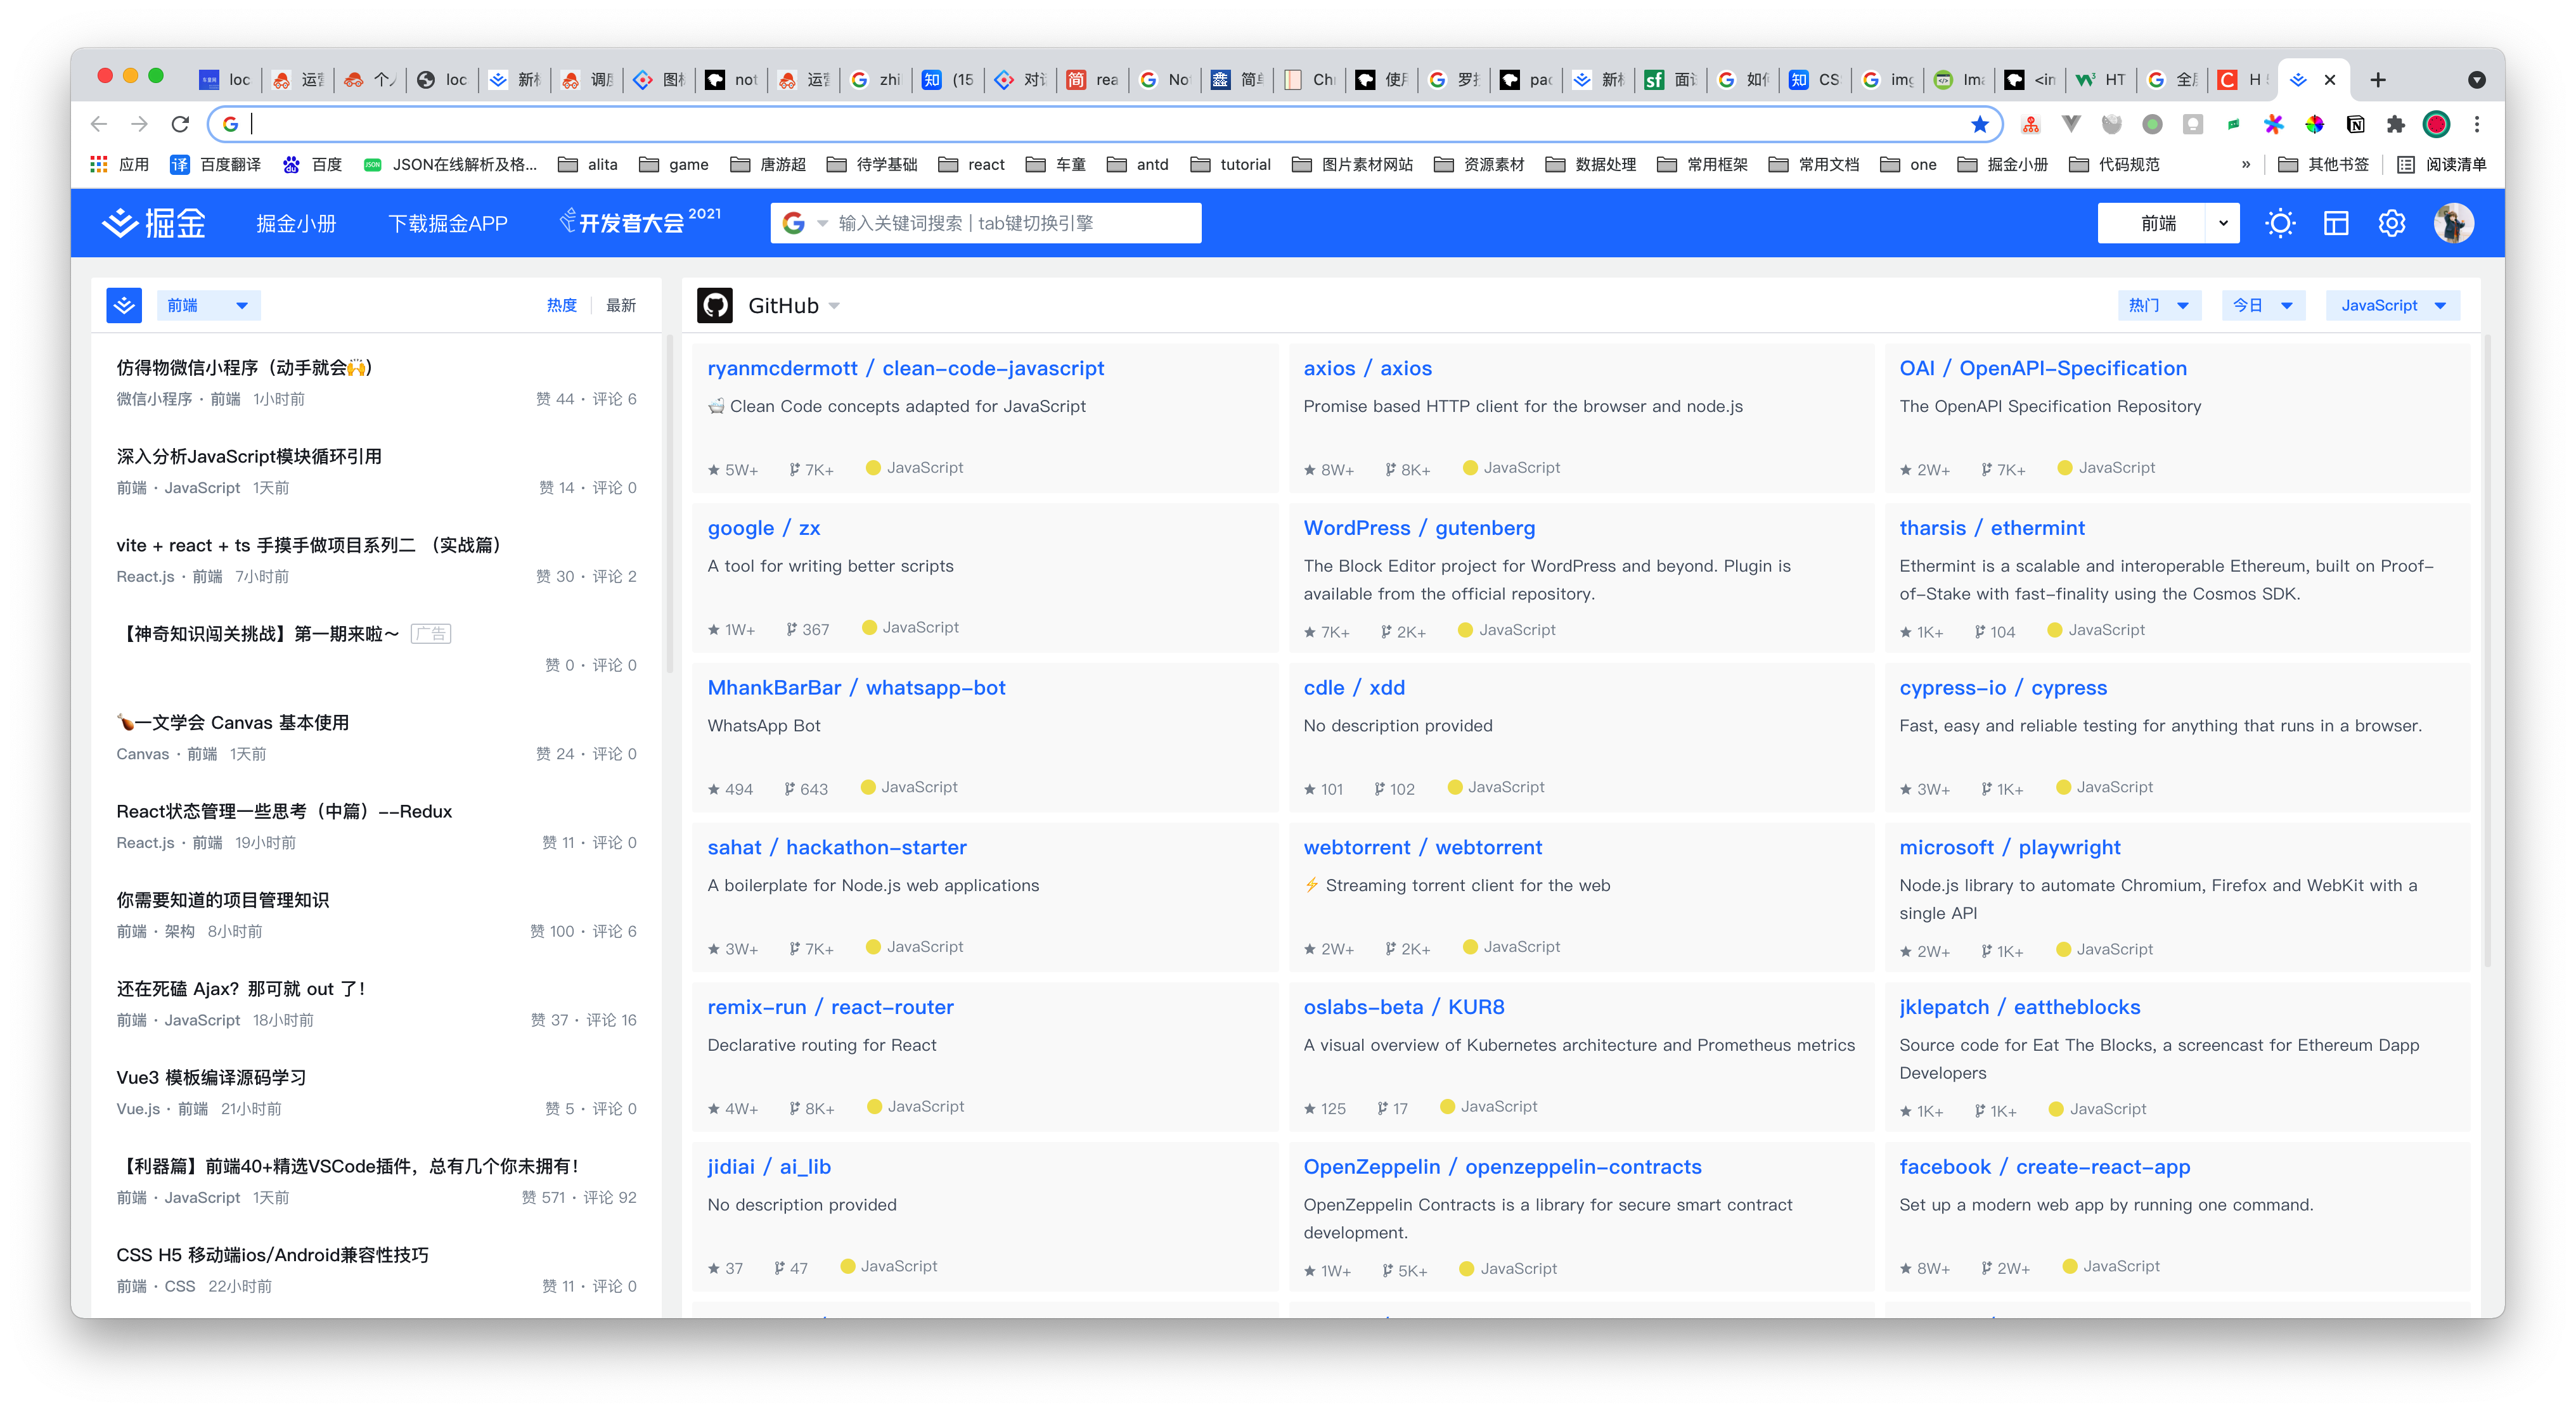 loc 运营 个人 loc 新标 调度 图标 not 运营 zhi (15 对话 rea No 简单 Ch 使用 罗拉 pac 新标 面试 如何 CS img Ima <in HT 全屏 H5
应用 百度翻译 百度 JSON在线解析及格... alita game 唐游超 待学基础 react 车童 antd tutorial 图片素材网站 资源素材 数据处理 常用框架 常用文档 one 掘金小册 代码规范 » 其他书签 阅读清单
掘金 掘金小册 下载掘金APP 开发者大会 2021 输入关键词搜索 | tab键切换引擎 前端
前端 热度 最新
仿得物微信小程序（动手就会🙌）
微信小程序 · 前端 1小时前 赞 44 · 评论 6
深入分析JavaScript模块循环引用
前端 · JavaScript 1天前 赞 14 · 评论 0
vite + react + ts 手摸手做项目系列二 （实战篇）
React.js · 前端 7小时前 赞 30 · 评论 2
【神奇知识闯关挑战】第一期来啦～ 广告
赞 0 · 评论 0
🍗一文学会 Canvas 基本使用
Canvas · 前端 1天前 赞 24 · 评论 0
React状态管理一些思考（中篇）--Redux
React.js · 前端 19小时前 赞 11 · 评论 0
你需要知道的项目管理知识
前端 · 架构 8小时前 赞 100 · 评论 6
还在死磕 Ajax？那可就 out 了！
前端 · JavaScript 18小时前 赞 37 · 评论 16
Vue3 模板编译源码学习
Vue.js · 前端 21小时前 赞 5 · 评论 0
【利器篇】前端40+精选VSCode插件，总有几个你未拥有！
前端 · JavaScript 1天前 赞 571 · 评论 92
CSS H5 移动端ios/Android兼容性技巧
前端 · CSS 22小时前 赞 11 · 评论 0
GitHub 热门 今日 JavaScript
ryanmcdermott / clean-code-javascript
🛁 Clean Code concepts adapted for JavaScript
5W+ 7K+ JavaScript
axios / axios
Promise based HTTP client for the browser and node.js
8W+ 8K+ JavaScript
OAI / OpenAPI-Specification
The OpenAPI Specification Repository
2W+ 7K+ JavaScript
google / zx
A tool for writing better scripts
1W+ 367 JavaScript
WordPress / gutenberg
The Block Editor project for WordPress and beyond. Plugin is
available from the official repository.
7K+ 2K+ JavaScript
tharsis / ethermint
Ethermint is a scalable and interoperable Ethereum, built on Proof-
of-Stake with fast-finality using the Cosmos SDK.
1K+ 104 JavaScript
MhankBarBar / whatsapp-bot
WhatsApp Bot
494 643 JavaScript
cdle / xdd
No description provided
101 102 JavaScript
cypress-io / cypress
Fast, easy and reliable testing for anything that runs in a browser.
3W+ 1K+ JavaScript
sahat / hackathon-starter
A boilerplate for Node.js web applications
3W+ 7K+ JavaScript
webtorrent / webtorrent
⚡ Streaming torrent client for the web
2W+ 2K+ JavaScript
microsoft / playwright
Node.js library to automate Chromium, Firefox and WebKit with a
single API
2W+ 1K+ JavaScript
remix-run / react-router
Declarative routing for React
4W+ 8K+ JavaScript
oslabs-beta / KUR8
A visual overview of Kubernetes architecture and Prometheus metrics
125 17 JavaScript
jklepatch / eattheblocks
Source code for Eat The Blocks, a screencast for Ethereum Dapp
Developers
1K+ 1K+ JavaScript
jidiai / ai_lib
No description provided
37 47 JavaScript
OpenZeppelin / openzeppelin-contracts
OpenZeppelin Contracts is a library for secure smart contract
development.
1W+ 5K+ JavaScript
facebook / create-react-app
Set up a modern web app by running one command.
8W+ 2W+ JavaScript